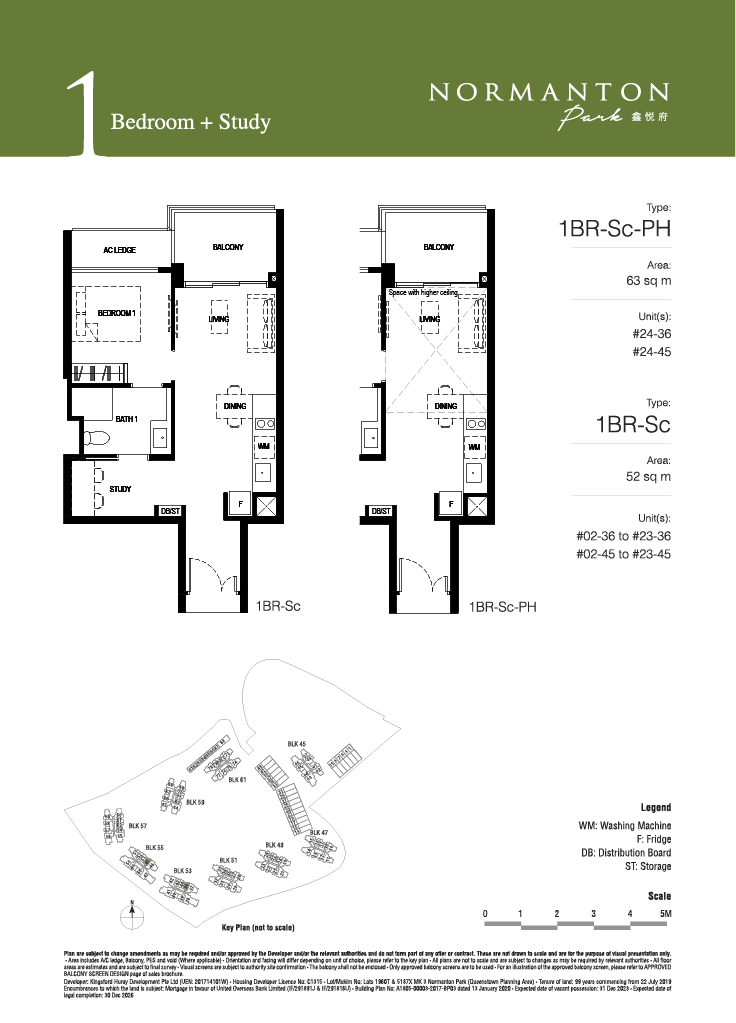 1
Bedroom + Study
NORMANTON
Park 鑫悦府
AC LEDGE
BALCONY
BEDROOM 1
LIVING
DINING
BATH 1
WM
STUDY
DB/ST
F
1BR-Sc
BALCONY
Space with higher ceiling
LIVING
DINING
WM
DB/ST
F
1BR-Sc-PH
Type:
1BR-Sc-PH
Area:
63 sq m
Unit(s):
#24-36
#24-45
Type:
1BR-Sc
Area:
52 sq m
Unit(s):
#02-36 to #23-36
#02-45 to #23-45
BLK 45
BLK 61
BLK 59
BLK 57
BLK 55
BLK 53
BLK 51
BLK 49
BLK 47
N
Key Plan (not to scale)
Legend
WM: Washing Machine
F: Fridge
DB: Distribution Board
ST: Storage
Scale
0 1 2 3 4 5M
Plan are subject to change amendments as may be required and/or approved by the Developer and/or the relevant authorities and do not form part of any offer or contract. These are not drawn to scale and are for the purpose of visual presentation only.
• Area includes A/C ledge, Balcony, PES and void (Where applicable) • Orientation and facing will differ depending on unit of choice, please refer to the key plan • All plans are not to scale and are subject to changes as may be required by relevant authorities • All floor
areas are estimates and are subject to final survey • Visual screens are subject to authority site confirmation • The balcony shall not be enclosed • Only approved balcony screens are to be used • For an illustration of the approved balcony screen, please refer to APPROVED
BALCONY SCREEN DESIGN page of sales brochure.
Developer: Kingsford Huray Development Pte Ltd (UEN: 201714101W) • Housing Developer Licence No: C1315 • Lot/Mukim No: Lots 1960T & 5187X MK 3 Normanton Park (Queenstown Planning Area) • Tenure of land: 99 years commencing from 22 July 2019
Encumbrances to which the land is subject: Mortgage in favour of United Overseas Bank Limited (IF/291891J & IF/291916U) • Building Plan No: A1805-00003-2017-BP03 dated 13 January 2020 • Expected date of vacant possession: 31 Dec 2023 • Expected date of
legal completion: 30 Dec 2026